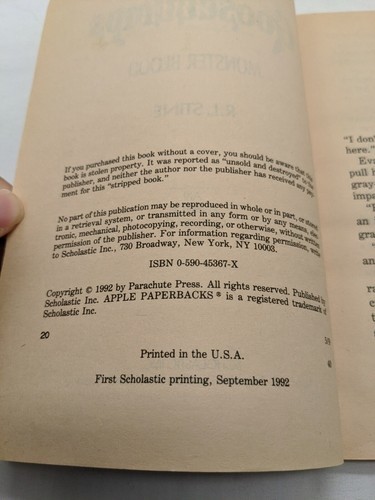 If you purchased this book without a cover, you should be aware that this
book is stolen property. It was reported as "unsold and destroyed" to the
publisher, and neither the author nor the publisher has received any pay-
ment for this "stripped book."
No part of this publication may be reproduced in whole or in part, or stored
in a retrieval system, or transmitted in any form or by any means, elec-
tronic, mechanical, photocopying, recording, or otherwise, without written
permission of the publisher. For information regarding permission, write
to Scholastic Inc., 730 Broadway, New York, NY 10003.
ISBN 0-590-45367-X
Copyright © 1992 by Parachute Press. All rights reserved. Published by
Scholastic Inc. APPLE PAPERBACKS ® is a registered trademark of
Scholastic Inc.
20
Printed in the U.S.A.
First Scholastic printing, September 1992
"I don'
here."
pull h
gray